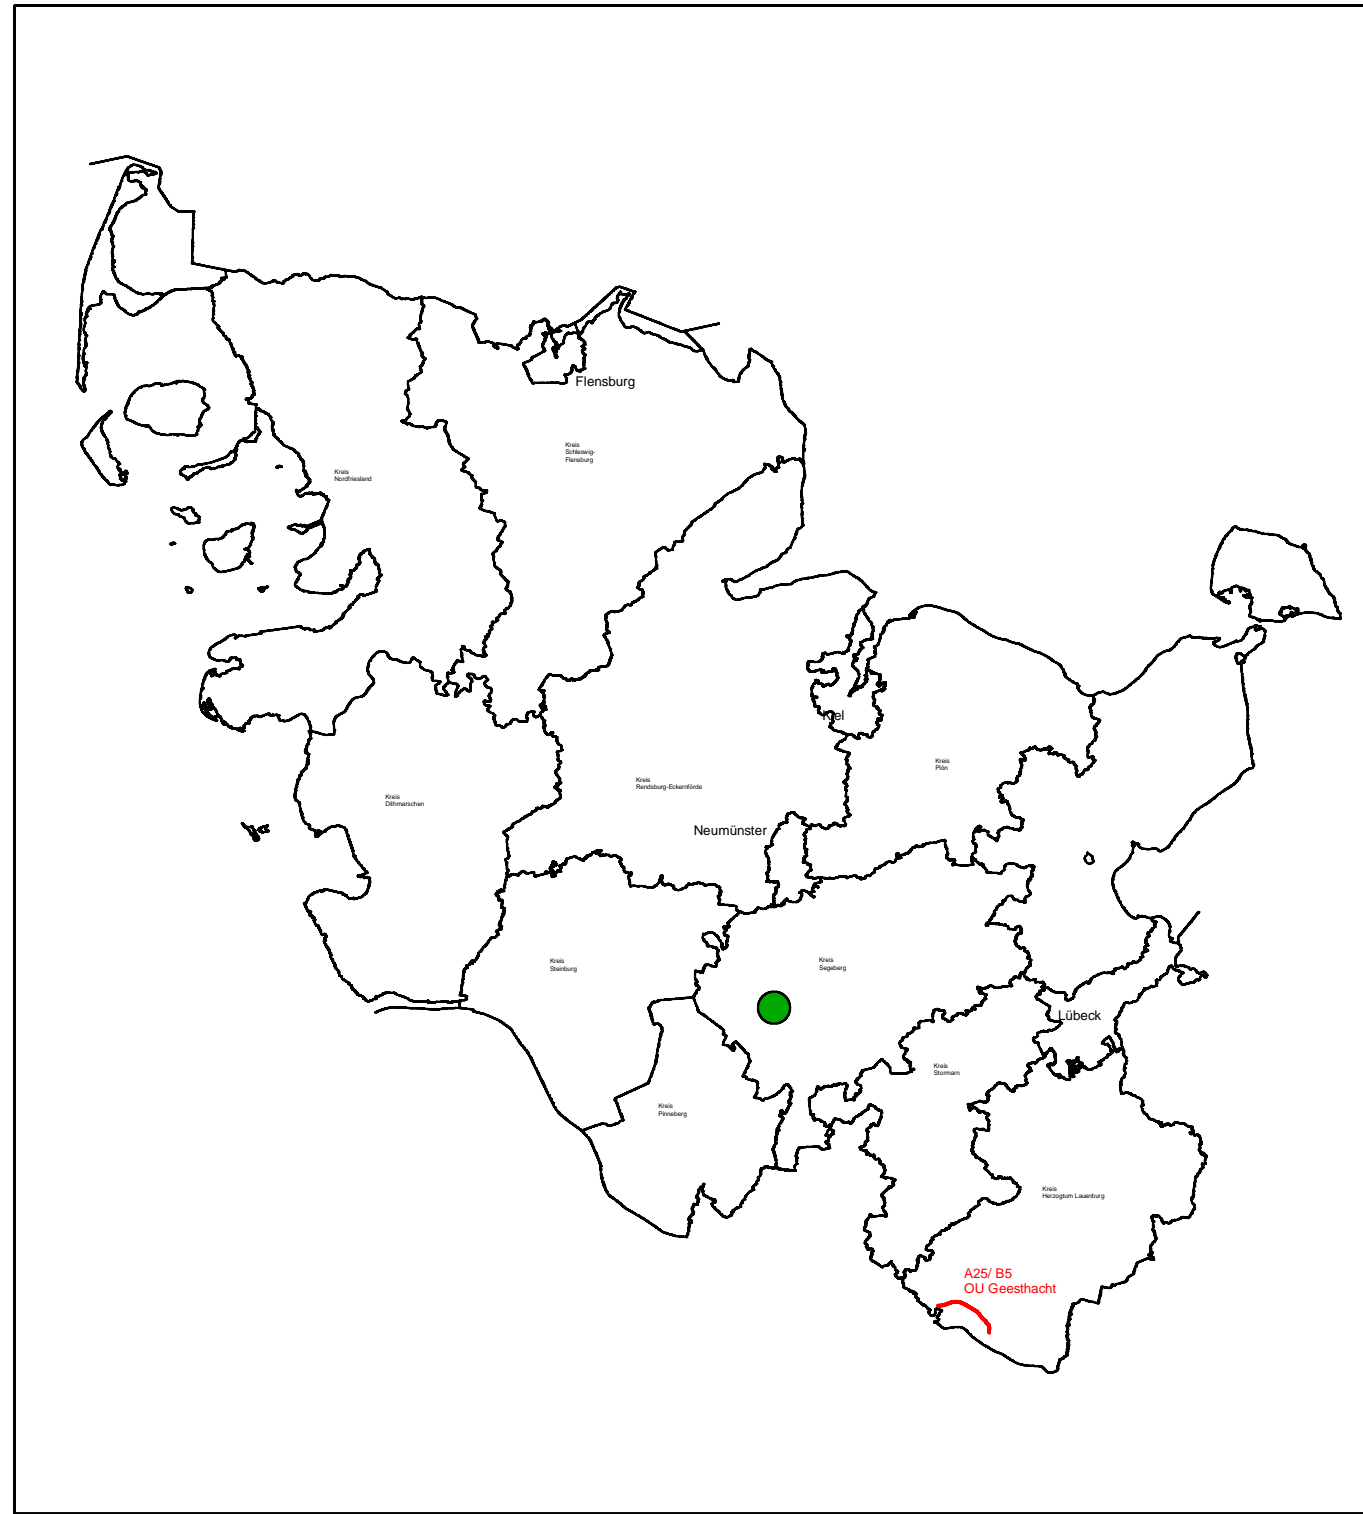 Flensburg
Kreis
Schleswig-
Flensburg
Kreis
Nordfriesland
Kiel
Kreis
Plön
Kreis
Rendsburg-Eckernförde
Kreis
Dithmarschen
Neumünster
Kreis
Steinburg
Kreis
Segeberg
Lübeck
Kreis
Stormarn
Kreis
Pinneberg
Kreis
Herzogtum Lauenburg
A25/ B5
OU Geesthacht